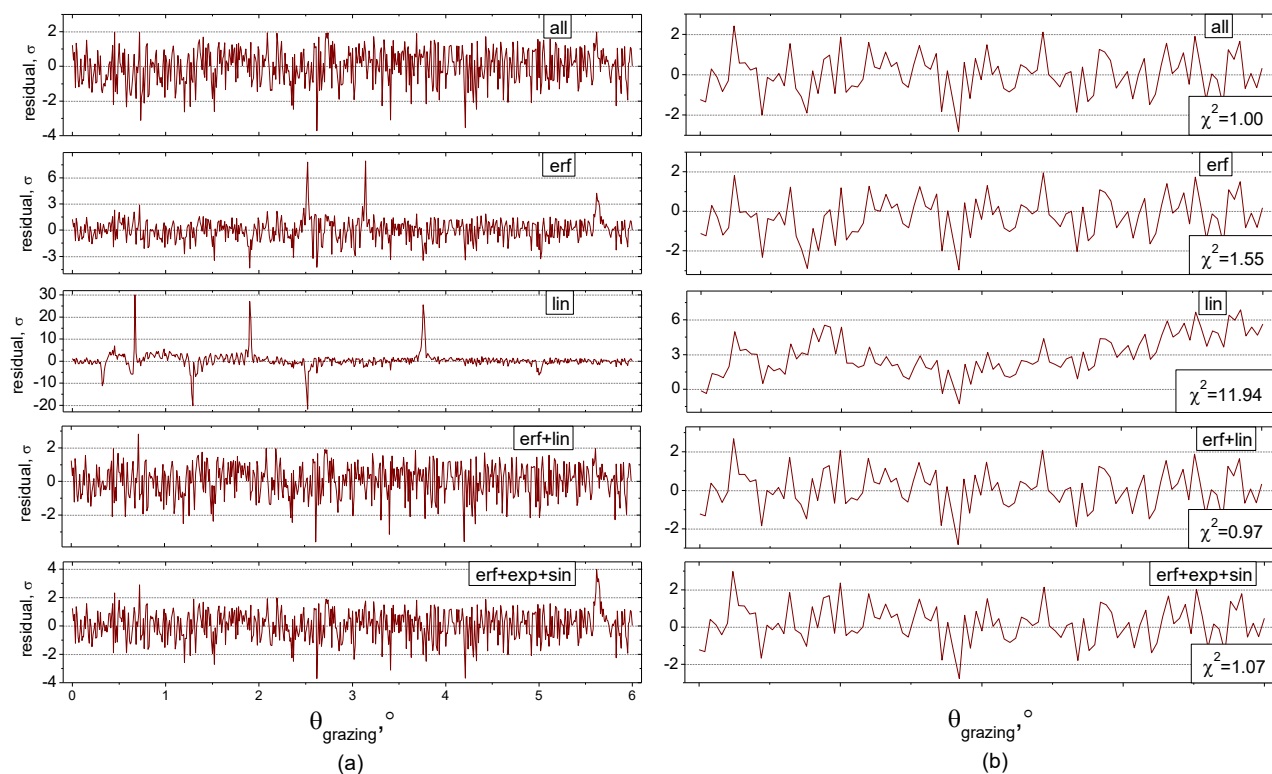 all
residual, σ
2
0
-2
-4
erf
residual, σ
6
3
0
-3
lin
residual, σ
30
20
10
0
-10
-20
erf+lin
residual, σ
2
0
-2
erf+exp+sin
residual, σ
4
2
0
-2
-4
0 1 2 3 4 5 6
θgrazing,°
(a)
all
2
0
-2
χ²=1.00
erf
2
0
-2
χ²=1.55
lin
6
3
0
χ²=11.94
erf+lin
2
0
-2
χ²=0.97
erf+exp+sin
2
0
-2
χ²=1.07
θgrazing,°
(b)